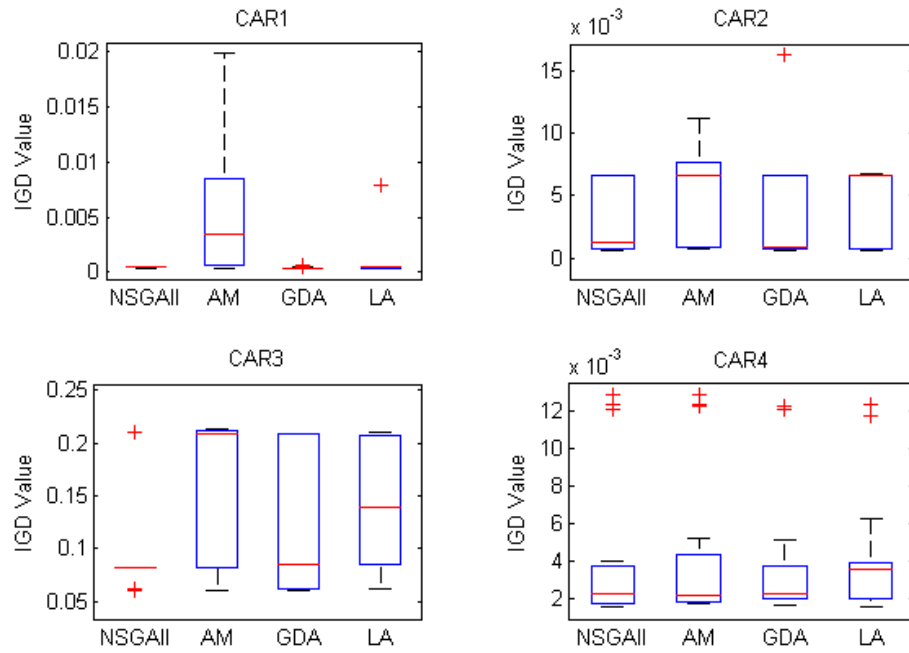 CAR1
IGD Value
0.02
0.015
0.01
0.005
0
NSGAII AM GDA LA
CAR2
x 10^-3
IGD Value
15
10
5
0
NSGAII AM GDA LA
CAR3
IGD Value
0.25
0.2
0.15
0.1
0.05
NSGAII AM GDA LA
CAR4
x 10^-3
IGD Value
12
10
8
6
4
2
NSGAII AM GDA LA